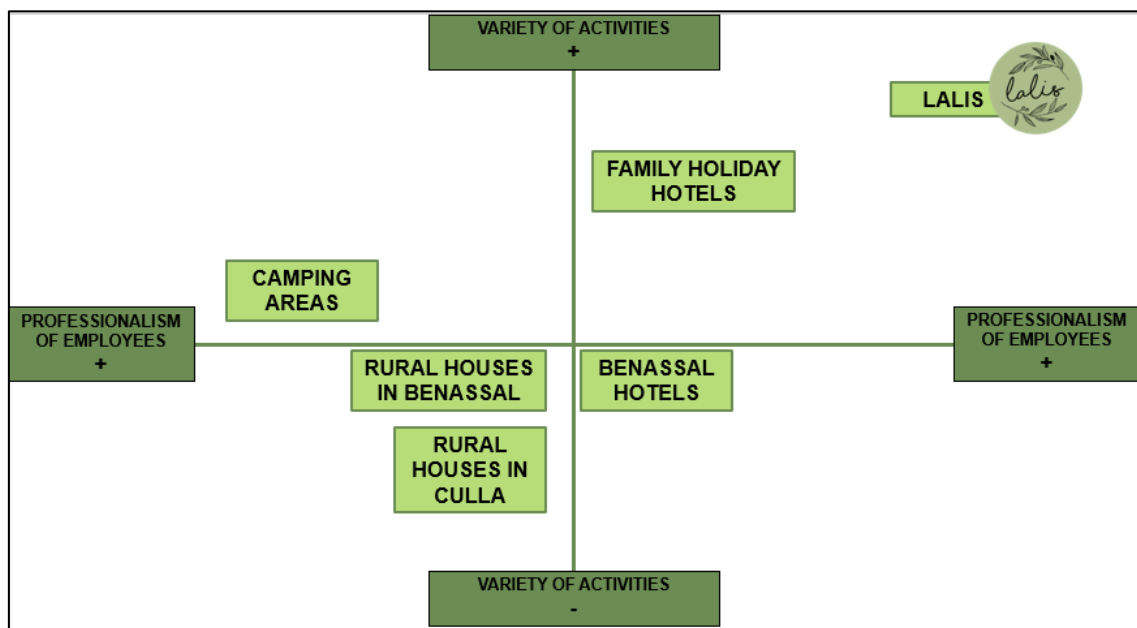 VARIETY OF ACTIVITIES
+
LALIS
lalis
FAMILY HOLIDAY
HOTELS
CAMPING
AREAS
PROFESSIONALISM
OF EMPLOYEES
+
PROFESSIONALISM
OF EMPLOYEES
+
RURAL HOUSES
IN BENASSAL
BENASSAL
HOTELS
RURAL
HOUSES IN
CULLA
VARIETY OF ACTIVITIES
-